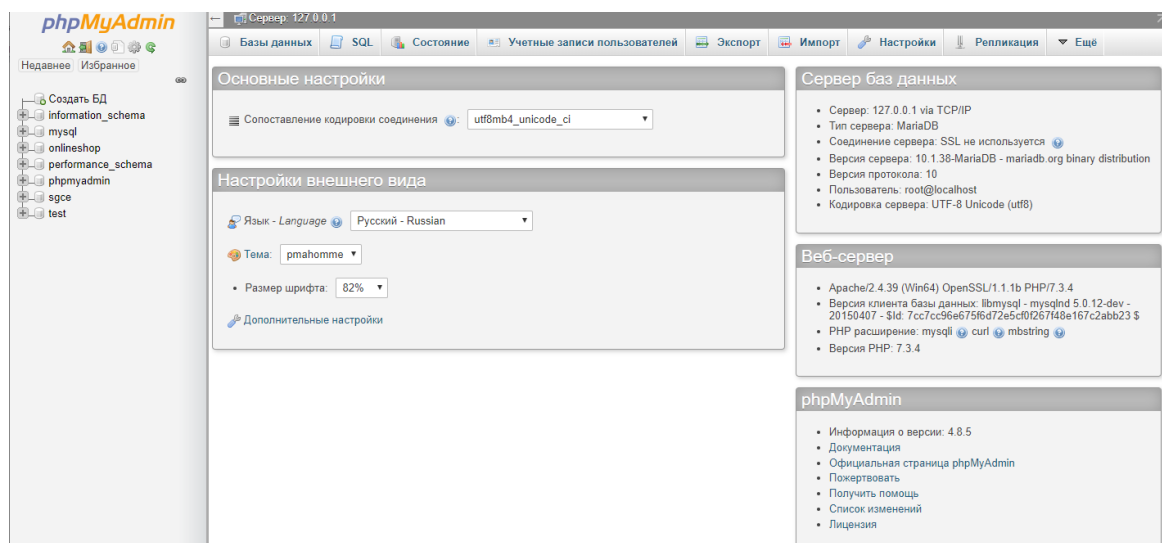 phpMyAdmin
Недавнее Избранное
Создать БД
information_schema
mysql
onlineshop
performance_schema
phpmyadmin
sgce
test
Сервер: 127.0.0.1
Базы данных SQL Состояние Учетные записи пользователей Экспорт Импорт Настройки Репликация Ещё
Основные настройки
Сопоставление кодировки соединения : utf8mb4_unicode_ci
Настройки внешнего вида
Язык - Language Русский - Russian
Тема: pmahomme
• Размер шрифта: 82%
Дополнительные настройки
Сервер баз данных
• Сервер: 127.0.0.1 via TCP/IP
• Тип сервера: MariaDB
• Соединение сервера: SSL не используется
• Версия сервера: 10.1.38-MariaDB - mariadb.org binary distribution
• Версия протокола: 10
• Пользователь: root@localhost
• Кодировка сервера: UTF-8 Unicode (utf8)
Веб-сервер
• Apache/2.4.39 (Win64) OpenSSL/1.1.1b PHP/7.3.4
• Версия клиента базы данных: libmysql - mysqlnd 5.0.12-dev -
20150407 - $Id: 7cc7cc96e675f6d72e5cf0f267f48e167c2abb23 $
• PHP расширение: mysqli curl mbstring
• Версия PHP: 7.3.4
phpMyAdmin
• Информация о версии: 4.8.5
• Документация
• Официальная страница phpMyAdmin
• Пожертвовать
• Получить помощь
• Список изменений
• Лицензия